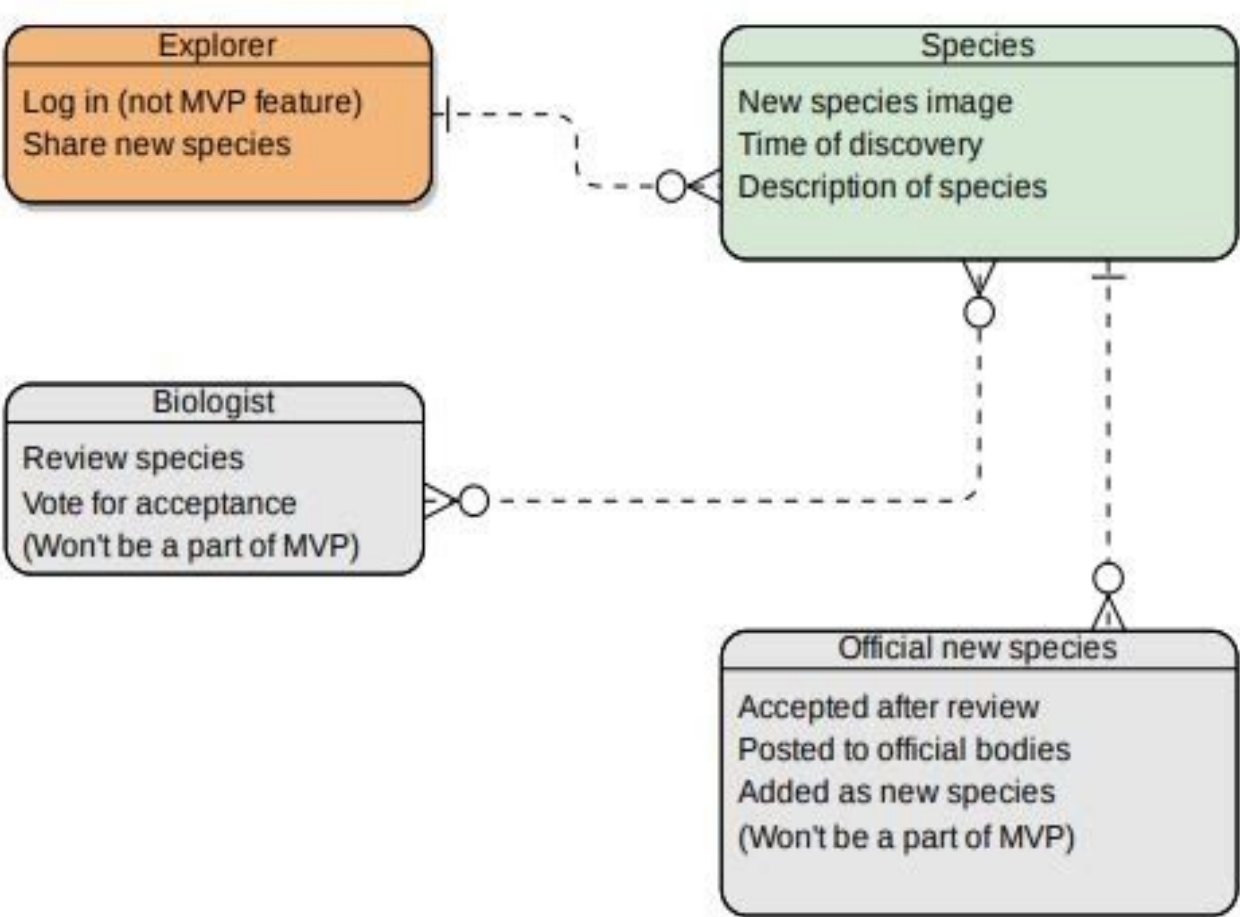 Explorer
Log in (not MVP feature)
Share new species
Species
New species image
Time of discovery
Description of species
Biologist
Review species
Vote for acceptance
(Won't be a part of MVP)
Official new species
Accepted after review
Posted to official bodies
Added as new species
(Won't be a part of MVP)